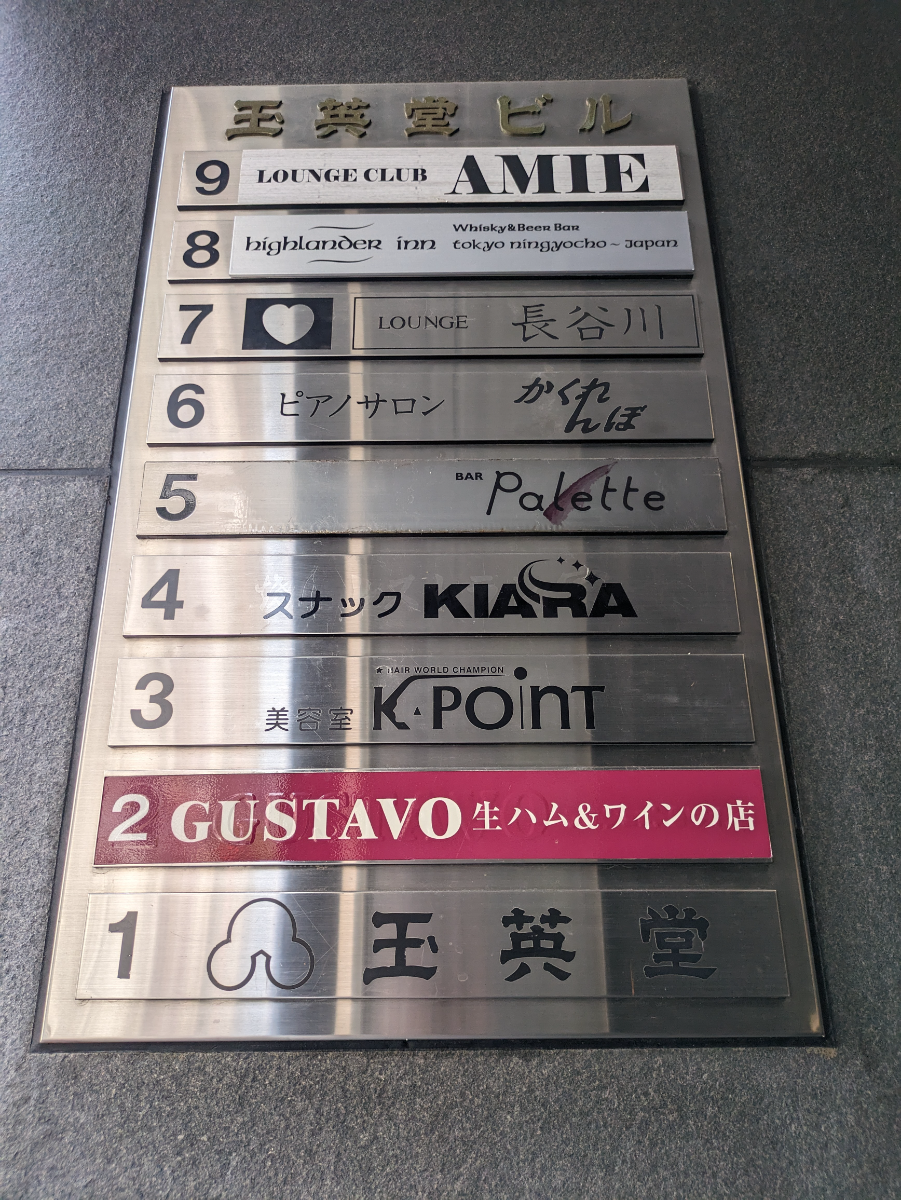 玉英堂ビル
9 LOUNGE CLUB AMIE
8 highlander inn Whisky&Beer Bar
tokyo ningyocho ~ Japan
7 LOUNGE 長谷川
6 ピアノサロン かくれんぼ
5 BAR Palette
4 スナック KIARA
3 美容室 ★ HAIR WORLD CHAMPION
K-POINT
2 GUSTAVO 生ハム&ワインの店
1 玉英堂